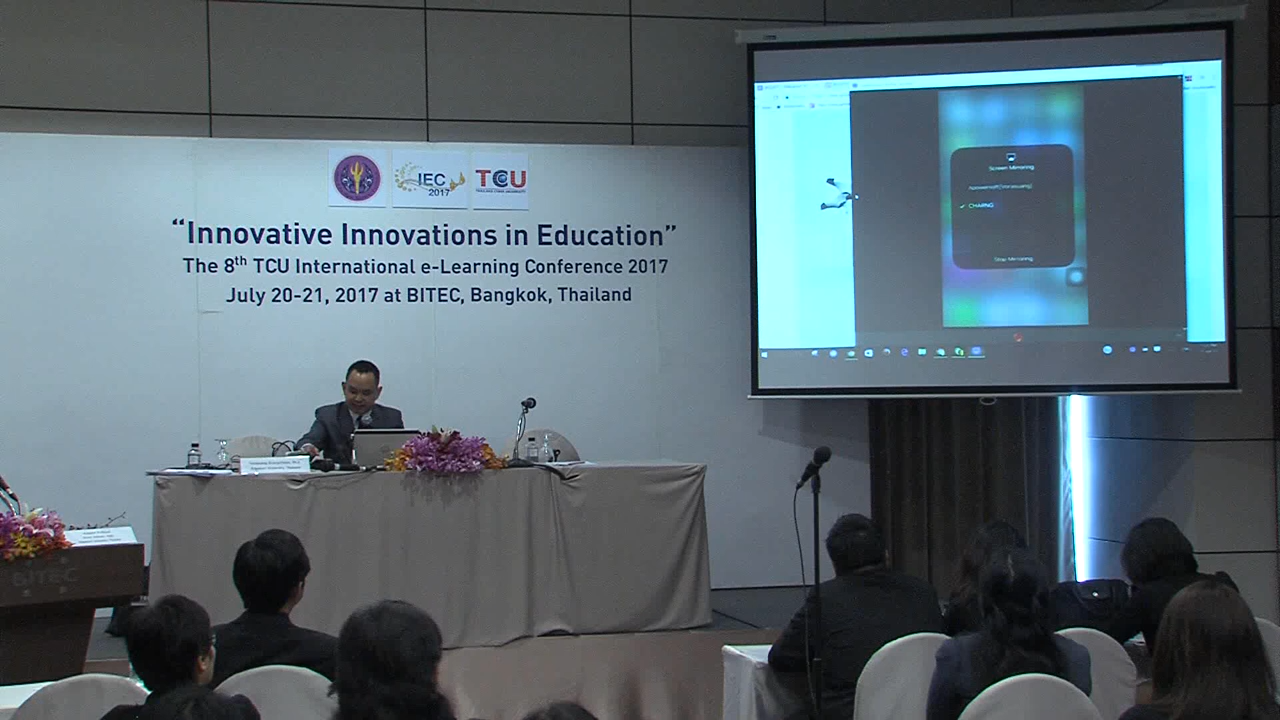 IEC
2017
TCU
“Innovative Innovations in Education”
The 8th TCU International e-Learning Conference 2017
July 20-21, 2017 at BITEC, Bangkok, Thailand
Screen Mirroring
CHAIRNG
Stop Mirroring
BITEC